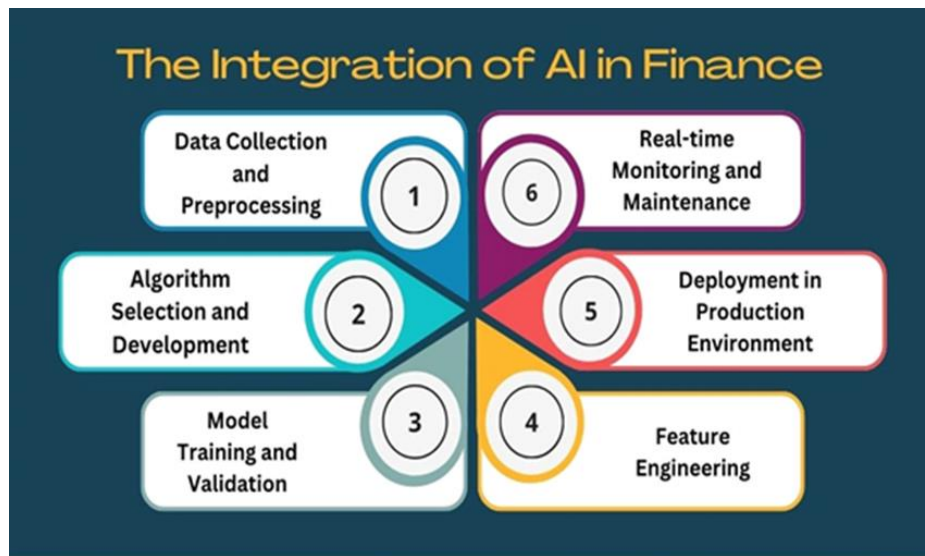 The Integration of AI in Finance
Data Collection
and
Preprocessing
1
Algorithm
Selection and
Development
2
Model
Training and
Validation
3
4
Feature
Engineering
5
Deployment in
Production
Environment
6
Real-time
Monitoring and
Maintenance